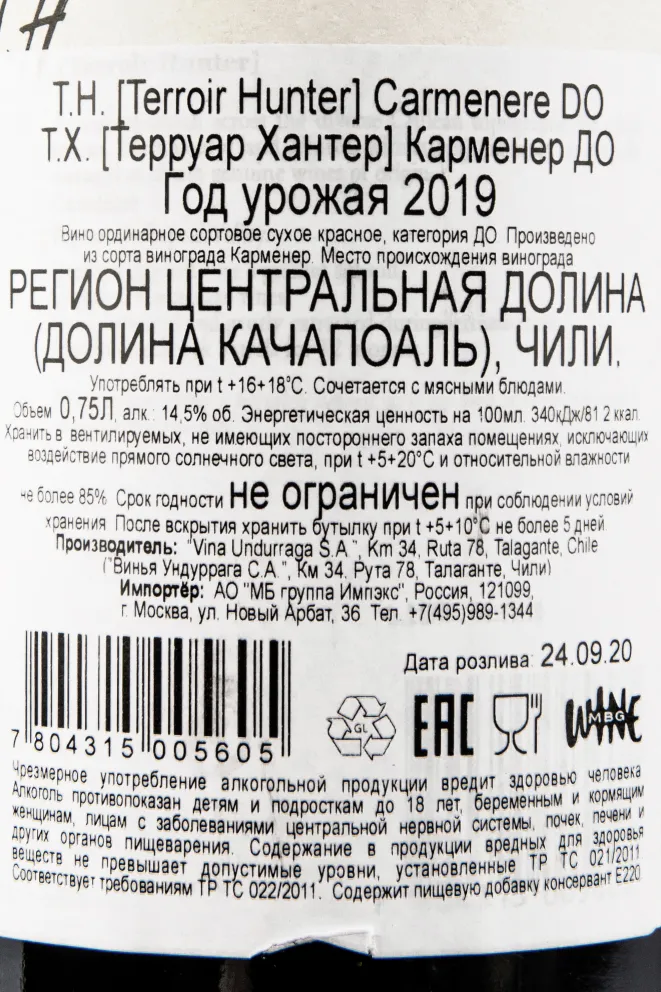 TH
T.H. [Terroir Hunter] Carmenere DO
Т.Х. [Терруар Хантер] Карменер ДО
Год урожая 2019
Вино ординарное сортовое сухое красное, категория ДО Произведено
из сорта винограда Карменер. Место происхождения винограда
РЕГИОН ЦЕНТРАЛЬНАЯ ДОЛИНА
(ДОЛИНА КАЧАПОАЛЬ), ЧИЛИ.
Употреблять при t +16+18°С. Сочетается с мясными блюдами.
Объем 0,75Л, алк.: 14,5% об. Энергетическая ценность на 100мл. 340кДж/81.2 ккал.
Хранить в вентилируемых, не имеющих постороннего запаха помещениях, исключающих
воздействие прямого солнечного света, при t +5+20°С и относительной влажности
не более 85% Срок годности не ограничен при соблюдении условий
хранения. После вскрытия хранить бутылку при t +5+10°С не более 5 дней
Производитель: "Vina Undurraga S.A.", Km 34, Ruta 78, Talagante, Chile
("Винья Ундуррага С.А.", Км 34. Рута 78, Талаганте, Чили)
Импортёр: АО "МБ группа Импэкс", Россия, 121099,
г. Москва, ул. Новый Арбат, 36 Тел. +7(495)989-1344
Дата розлива: 24.09.20
GL EAC WINE MBG
7 804315 005605
Чрезмерное употребление алкогольной продукции вредит здоровью человека
Алкоголь противопоказан детям и подросткам до 18 лет, беременным и кормящим
женщинам, лицам с заболеваниями центральной нервной системы, почек, печени и
других органов пищеварения. Содержание в продукции вредных для здоровья
веществ не превышает допустимые уровни, установленные ТР ТС 021/2011
Соответствует требованиям ТР ТС 022/2011. Содержит пищевую добавку консервант Е220